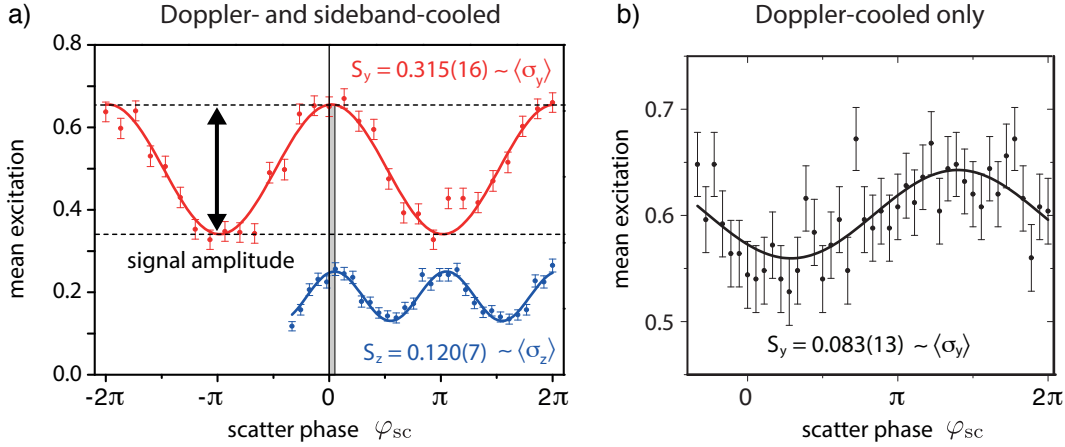 a) Doppler- and sideband-cooled
0.8
0.6
0.4
0.2
0.0
mean excitation
S_y = 0.315(16) ~ ⟨σ_y⟩
signal amplitude
S_z = 0.120(7) ~ ⟨σ_z⟩
-2π -π 0 π 2π
scatter phase φ_sc
b) Doppler-cooled only
0.7
0.6
0.5
mean excitation
S_y = 0.083(13) ~ ⟨σ_y⟩
0 π 2π
scatter phase φ_sc